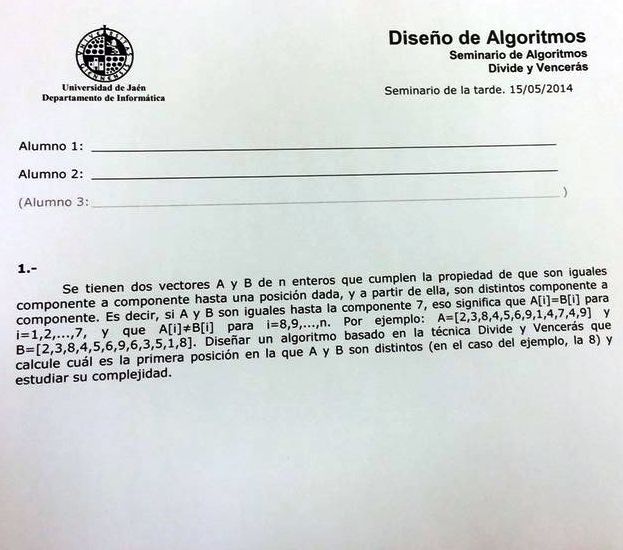 Diseño de Algoritmos
Seminario de Algoritmos
Divide y Vencerás
Universidad de Jaén
Departamento de Informática
Seminario de la tarde. 15/05/2014
Alumno 1:
Alumno 2:
(Alumno 3: )
1.-
Se tienen dos vectores A y B de n enteros que cumplen la propiedad de que son iguales
componente a componente hasta una posición dada, y a partir de ella, son distintos componente a
componente. Es decir, si A y B son iguales hasta la componente 7, eso significa que A[i]=B[i] para
i=1,2,...,7, y que A[i]≠B[i] para i=8,9,...,n. Por ejemplo: A=[2,3,8,4,5,6,9,1,4,7,4,9] y
B=[2,3,8,4,5,6,9,6,3,5,1,8]. Diseñar un algoritmo basado en la técnica Divide y Vencerás que
calcule cuál es la primera posición en la que A y B son distintos (en el caso del ejemplo, la 8) y
estudiar su complejidad.